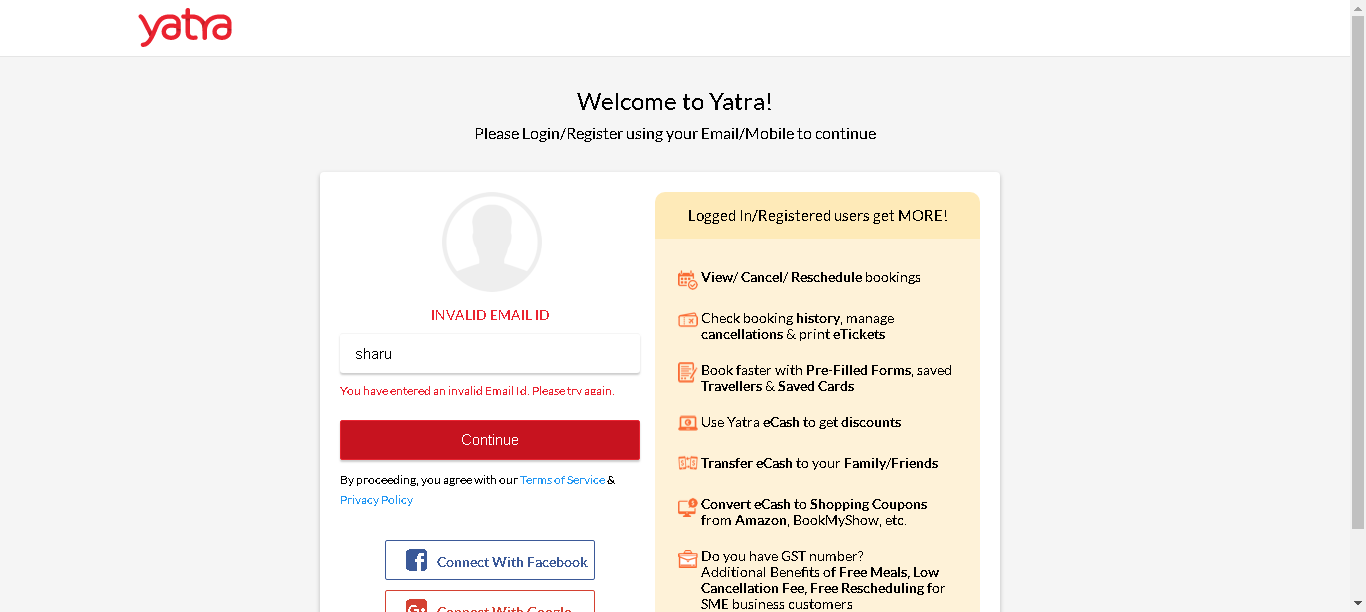 yatra
Welcome to Yatra!
Please Login/Register using your Email/Mobile to continue
INVALID EMAIL ID
sharu
You have entered an invalid Email Id. Please try again.
Continue
By proceeding, you agree with our Terms of Service &
Privacy Policy
Connect With Facebook
G+ Connect With Google
Logged In/Registered users get MORE!
View/ Cancel/ Reschedule bookings
Check booking history, manage
cancellations & print eTickets
Book faster with Pre-Filled Forms, saved
Travellers & Saved Cards
Use Yatra eCash to get discounts
Transfer eCash to your Family/Friends
Convert eCash to Shopping Coupons
from Amazon, BookMyShow, etc.
Do you have GST number?
Additional Benefits of Free Meals, Low
Cancellation Fee, Free Rescheduling for
SME business customers